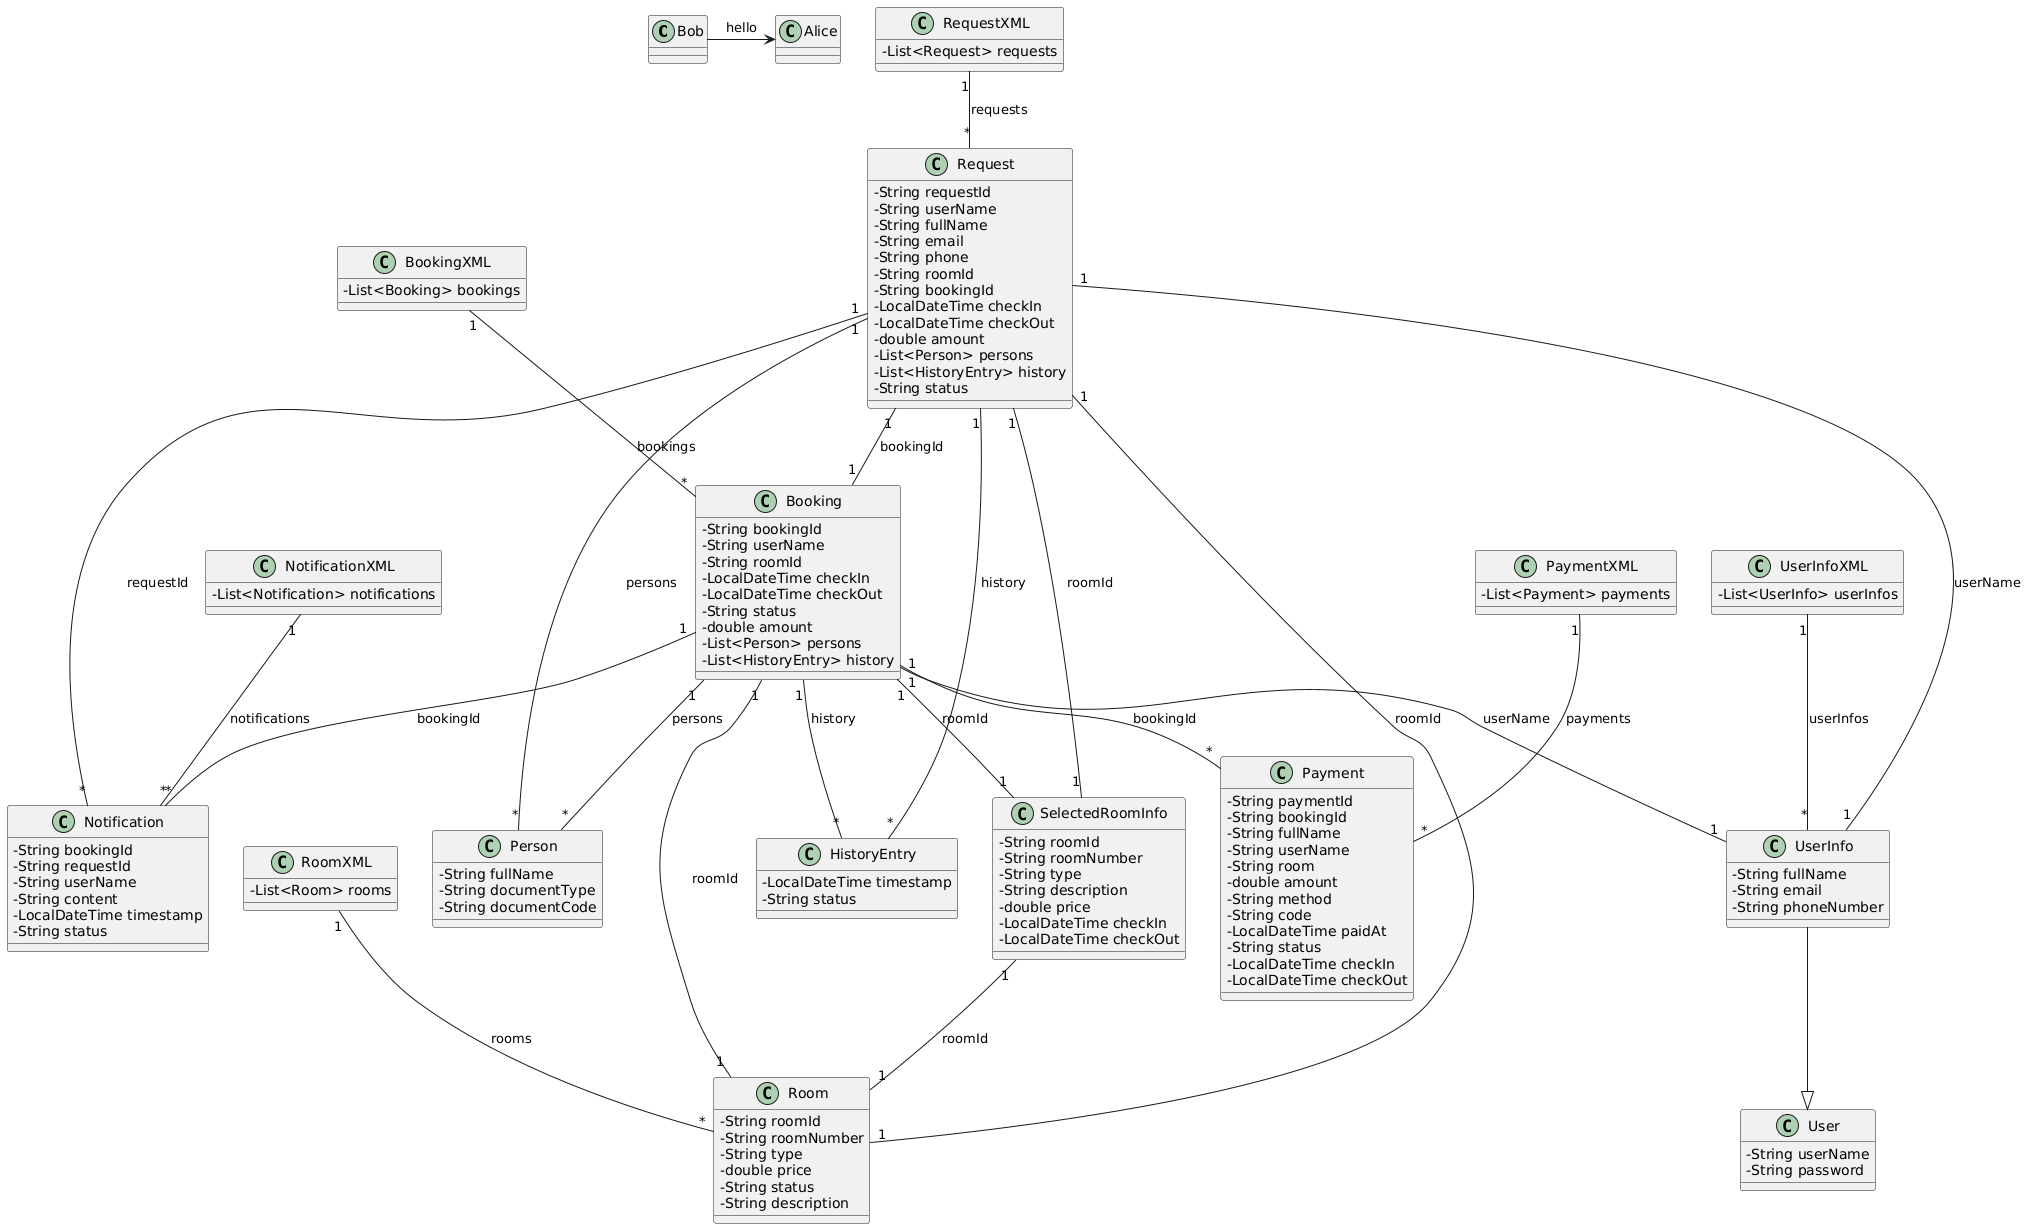 C Bob
hello
C Alice
C RequestXML
-List<Request> requests
1
requests
*
C Request
-String requestId
-String userName
-String fullName
-String email
-String phone
-String roomId
-String bookingId
-LocalDateTime checkIn
-LocalDateTime checkOut
-double amount
-List<Person> persons
-List<HistoryEntry> history
-String status
1
1
1
1
1
1
1
C BookingXML
-List<Booking> bookings
1
bookings
*
bookingId
1
C Booking
-String bookingId
-String userName
-String roomId
-LocalDateTime checkIn
-LocalDateTime checkOut
-String status
-double amount
-List<Person> persons
-List<HistoryEntry> history
1
1
1
1
1
1
1
requestId
C NotificationXML
-List<Notification> notifications
1
persons
history
roomId
C PaymentXML
-List<Payment> payments
1
C UserInfoXML
-List<UserInfo> userInfos
1
userName
notifications
bookingId
persons
history
roomId
bookingId
roomId
userName
payments
userInfos
*
**
*
*
*
*
1
1
*
*
1
*
1
C Notification
-String bookingId
-String requestId
-String userName
-String content
-LocalDateTime timestamp
-String status
C RoomXML
-List<Room> rooms
1
C Person
-String fullName
-String documentType
-String documentCode
roomId
C HistoryEntry
-LocalDateTime timestamp
-String status
C SelectedRoomInfo
-String roomId
-String roomNumber
-String type
-String description
-double price
-LocalDateTime checkIn
-LocalDateTime checkOut
1
C Payment
-String paymentId
-String bookingId
-String fullName
-String userName
-String room
-double amount
-String method
-String code
-LocalDateTime paidAt
-String status
-LocalDateTime checkIn
-LocalDateTime checkOut
C UserInfo
-String fullName
-String email
-String phoneNumber
rooms
roomId
1
1
*
1
C Room
-String roomId
-String roomNumber
-String type
-double price
-String status
-String description
C User
-String userName
-String password